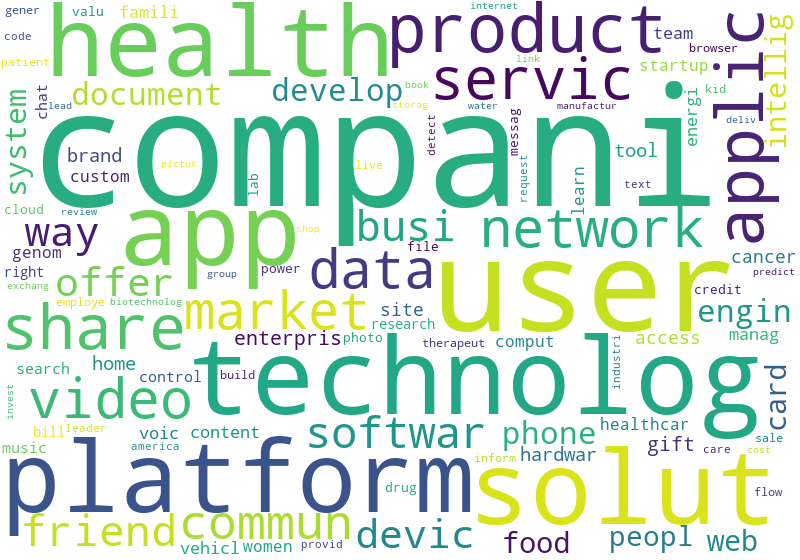 gener valu famili internet
health product team
code browser
patient link startup
document develop servic applic intellig
chat lead book kid
storag water manufactur deliv
system compani energi
brand pictur live detect messag tool
custom lab request learn text
cloud review
way app shop busi network
genom file cancer
right group power data user predict
exchang offer credit
employe biotechnolog
share market site research engin
enterpris photo therapeut comput access manag
search home industri
control build technolog card
invest video
bill leader voic content softwar phone healthcar
music america gift care sale
hardwar cost
platform inform solut
drug flow
friend commun devic food peopl web
vehicl women provid